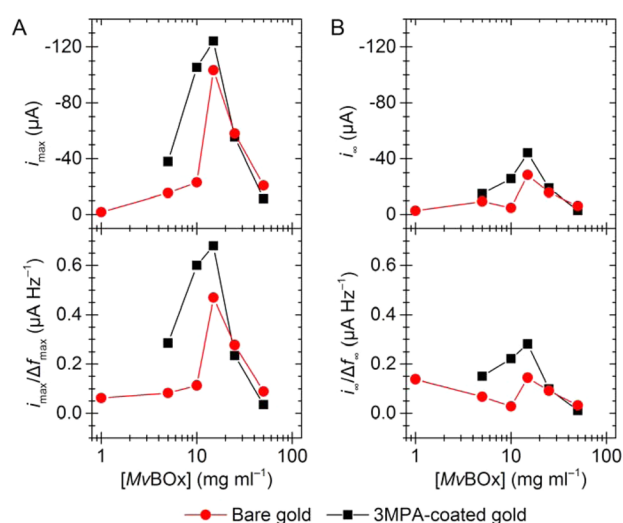 A
B
-120
-80
-40
0
i_max (µA)
-120
-80
-40
0
i_∞ (µA)
0.6
0.4
0.2
0.0
i_max/Δf_max (µA Hz⁻¹)
0.6
0.4
0.2
0.0
i_∞/Δf_∞ (µA Hz⁻¹)
1 10 100
1 10 100
[MvBOx] (mg ml⁻¹)
[MvBOx] (mg ml⁻¹)
Bare gold 3MPA-coated gold